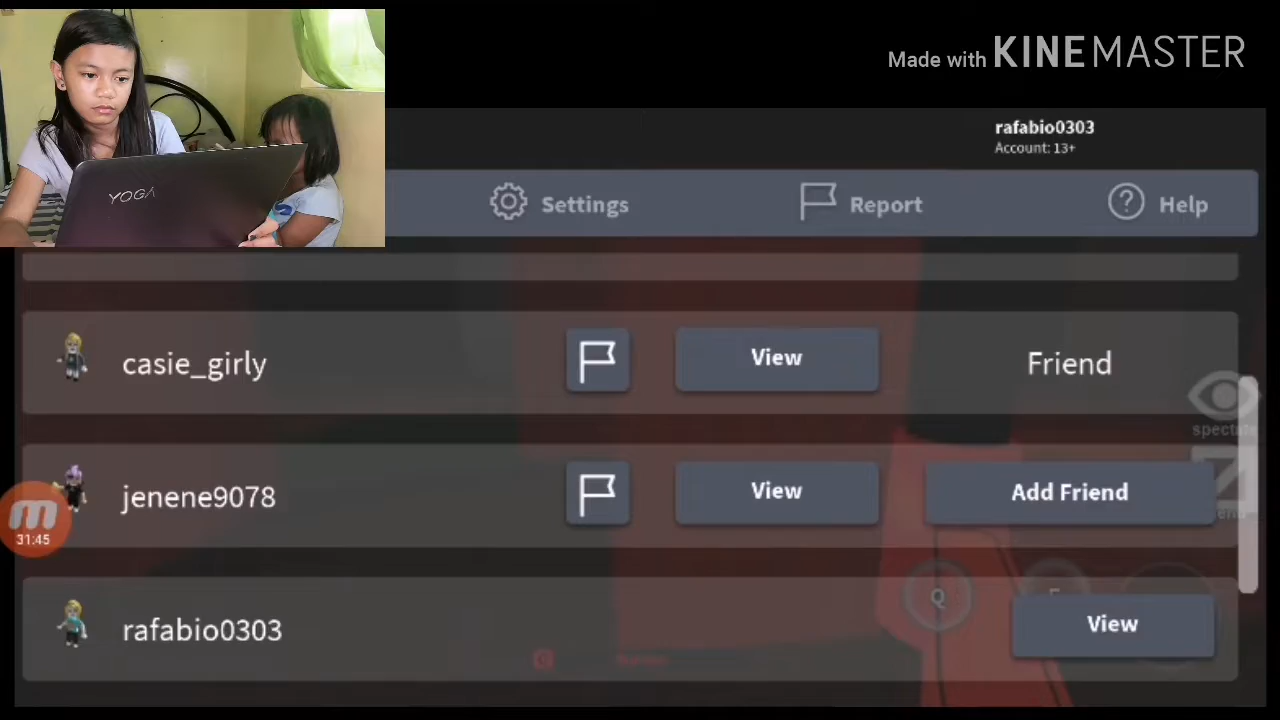 Made with KINEMASTER
rafabio0303
Account: 13+
YOGA
Settings
Report
Help
casie_girly
View
Friend
jenene9078
View
Add Friend
31:45
Q
rafabio0303
View